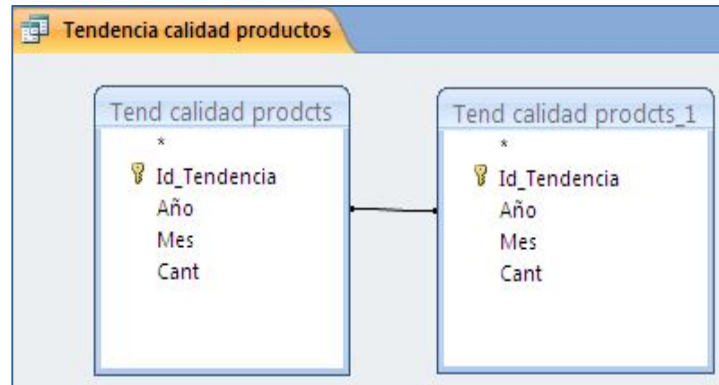 Tendencia calidad productos
Tend calidad prodcts
*
Id_Tendencia
Año
Mes
Cant
Tend calidad prodcts_1
*
Id_Tendencia
Año
Mes
Cant